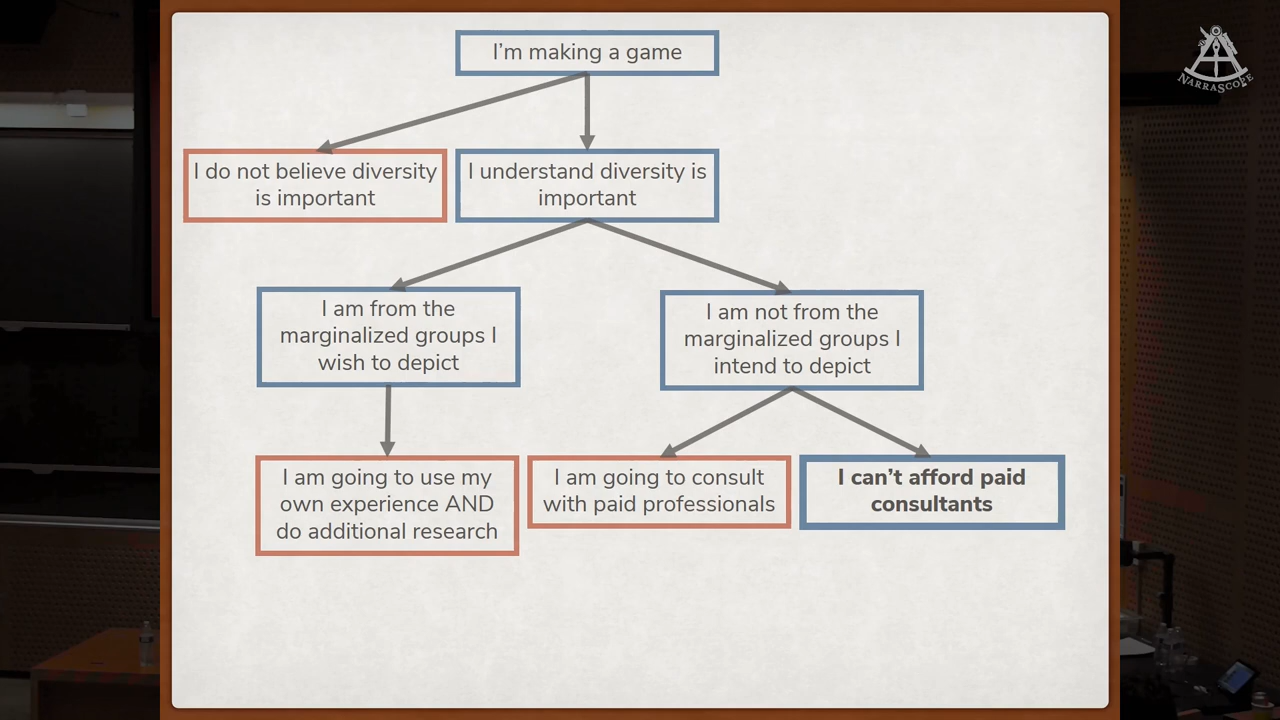 NARRASCOPE
I'm making a game
I do not believe diversity
is important
I understand diversity is
important
I am from the
marginalized groups I
wish to depict
I am not from the
marginalized groups I
intend to depict
I am going to use my
own experience AND
do additional research
I am going to consult
with paid professionals
I can't afford paid
consultants